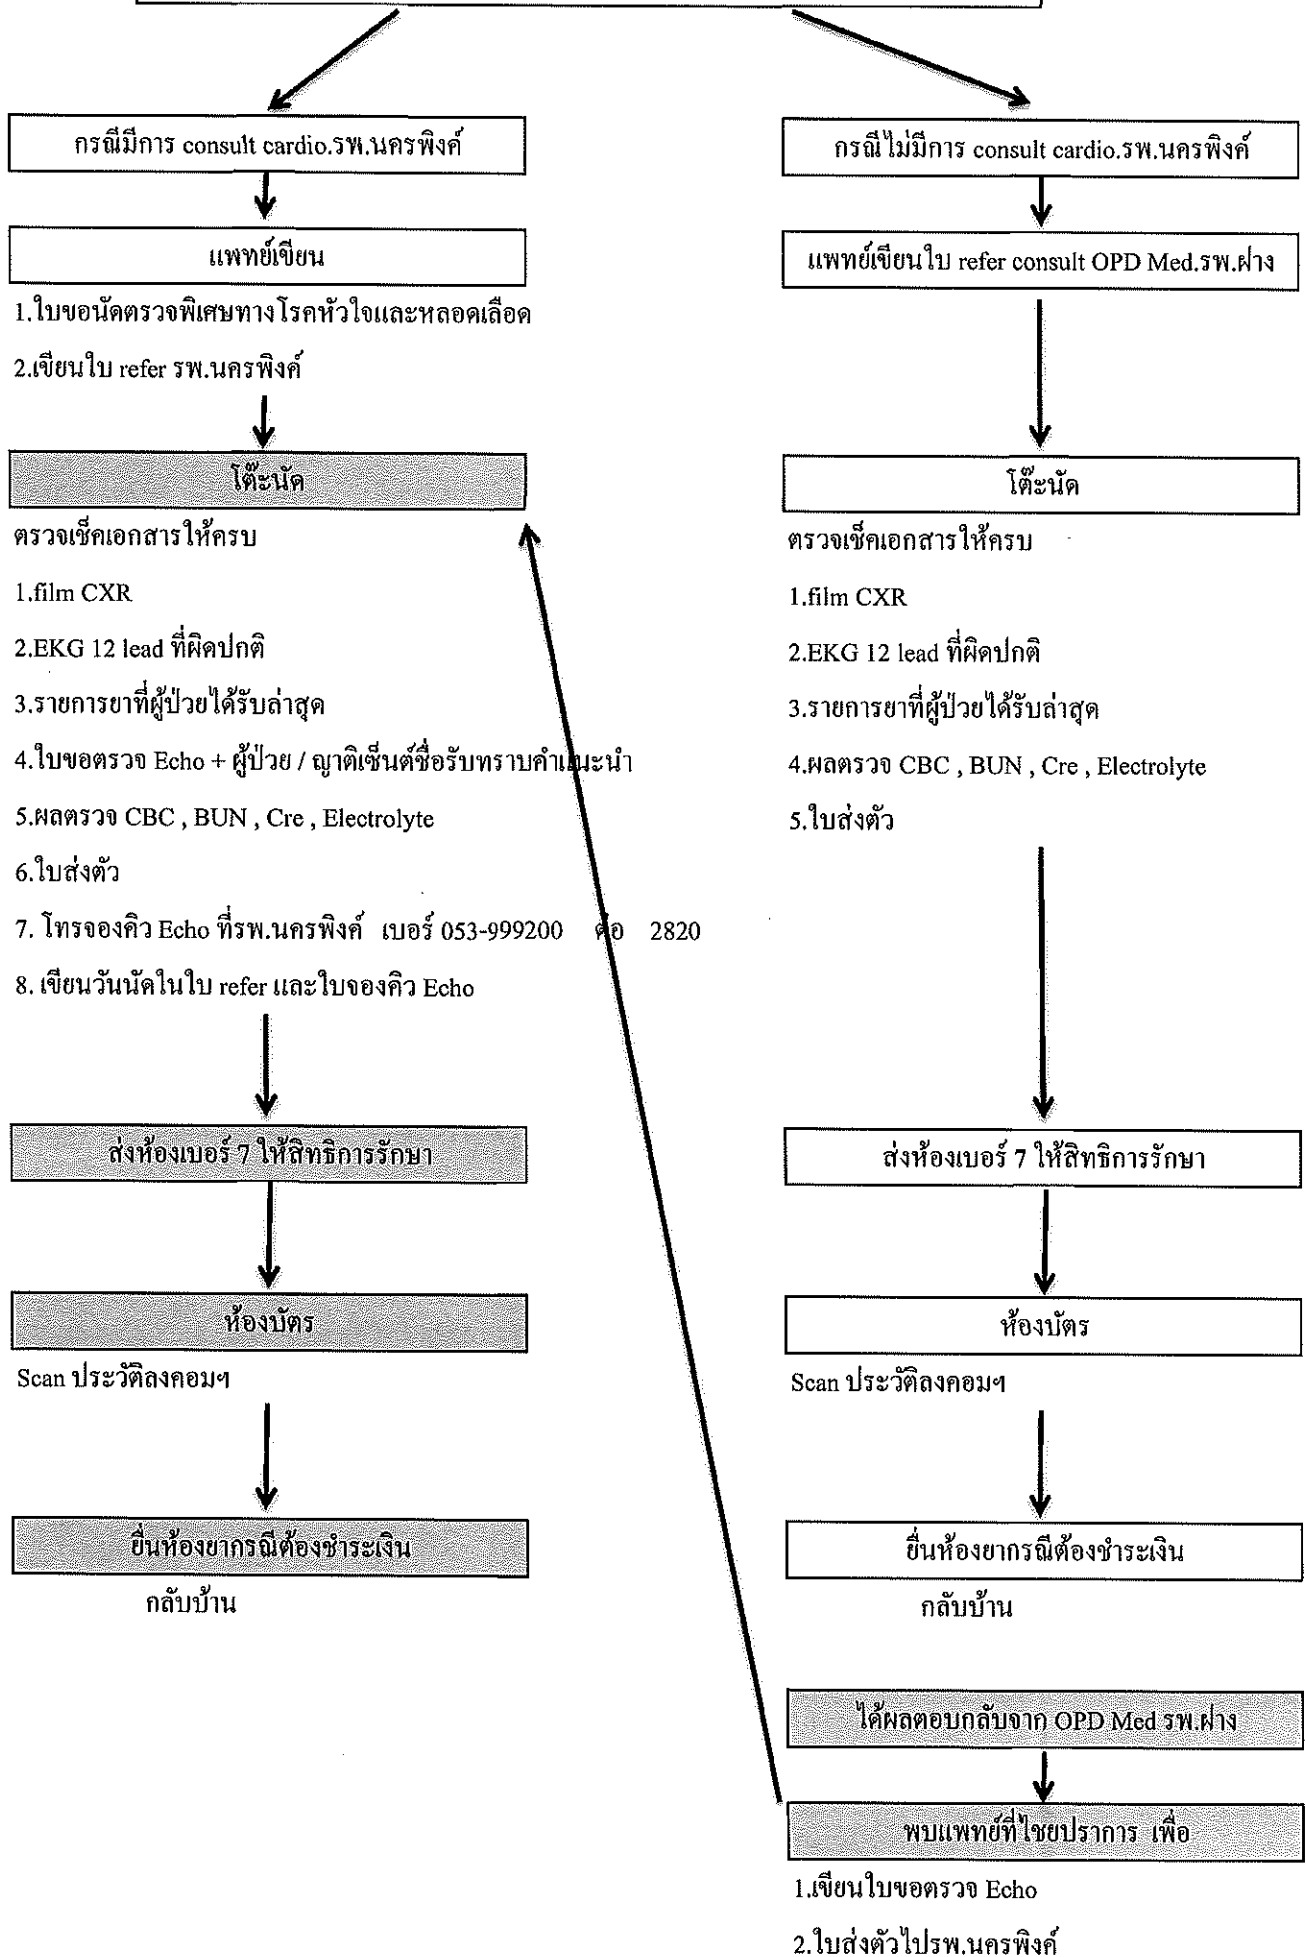 กรณีมีการ consult cardio.รพ.นครพิงค์
แพทย์เขียน
1.ใบขอนัดตรวจพิเศษทางโรคหัวใจและหลอดเลือด
2.เขียนใบ refer รพ.นครพิงค์
โต๊ะนัด
ตรวจเช็คเอกสารให้ครบ
1.film CXR
2.EKG 12 lead ที่ผิดปกติ
3.รายการยาที่ผู้ป่วยได้รับล่าสุด
4.ใบขอตรวจ Echo + ผู้ป่วย / ญาติเซ็นต์ชื่อรับทราบคำแนะนำ
5.ผลตรวจ CBC , BUN , Cre , Electrolyte
6.ใบส่งตัว
7. โทรจองคิว Echo ที่รพ.นครพิงค์ เบอร์ 053-999200 ต่อ 2820
8. เขียนวันนัดในใบ refer และใบจองคิว Echo
ส่งห้องเบอร์ 7 ให้สิทธิการรักษา
ห้องบัตร
Scan ประวัติลงคอมฯ
ยื่นห้องยากรณีต้องชำระเงิน
กลับบ้าน
กรณีไม่มีการ consult cardio.รพ.นครพิงค์
แพทย์เขียนใบ refer consult OPD Med.รพ.ฝาง
โต๊ะนัด
ตรวจเช็คเอกสารให้ครบ
1.film CXR
2.EKG 12 lead ที่ผิดปกติ
3.รายการยาที่ผู้ป่วยได้รับล่าสุด
4.ผลตรวจ CBC , BUN , Cre , Electrolyte
5.ใบส่งตัว
ส่งห้องเบอร์ 7 ให้สิทธิการรักษา
ห้องบัตร
Scan ประวัติลงคอมฯ
ยื่นห้องยากรณีต้องชำระเงิน
กลับบ้าน
ได้ผลตอบกลับจาก OPD Med รพ.ฝาง
พบแพทย์ที่ไชยปราการ เพื่อ
1.เขียนใบขอตรวจ Echo
2.ใบส่งตัวไปรพ.นครพิงค์